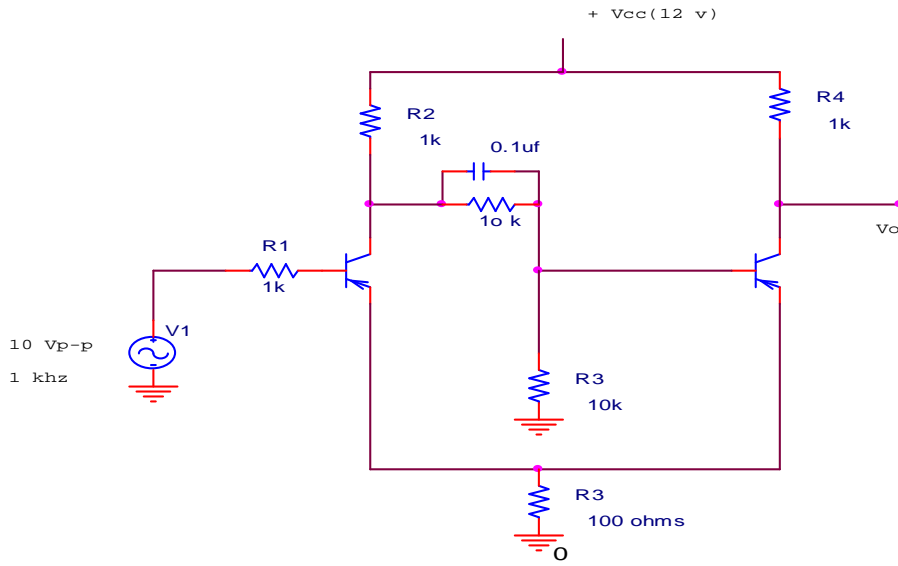 + Vcc(12 v)
R2
1k
R4
1k
0.1uf
1o k
Vo
R1
1k
V1
10 Vp-p
1 khz
R3
10k
R3
100 ohms
0